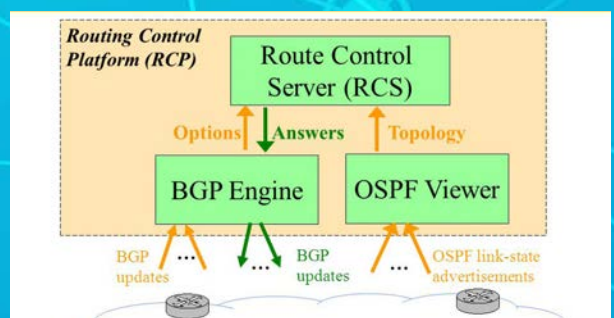 Routing Control
Platform (RCP)
Route Control
Server (RCS)
Options
Answers
Topology
BGP Engine
OSPF Viewer
BGP
updates
...
...
BGP
updates
...
OSPF link-state
advertisements